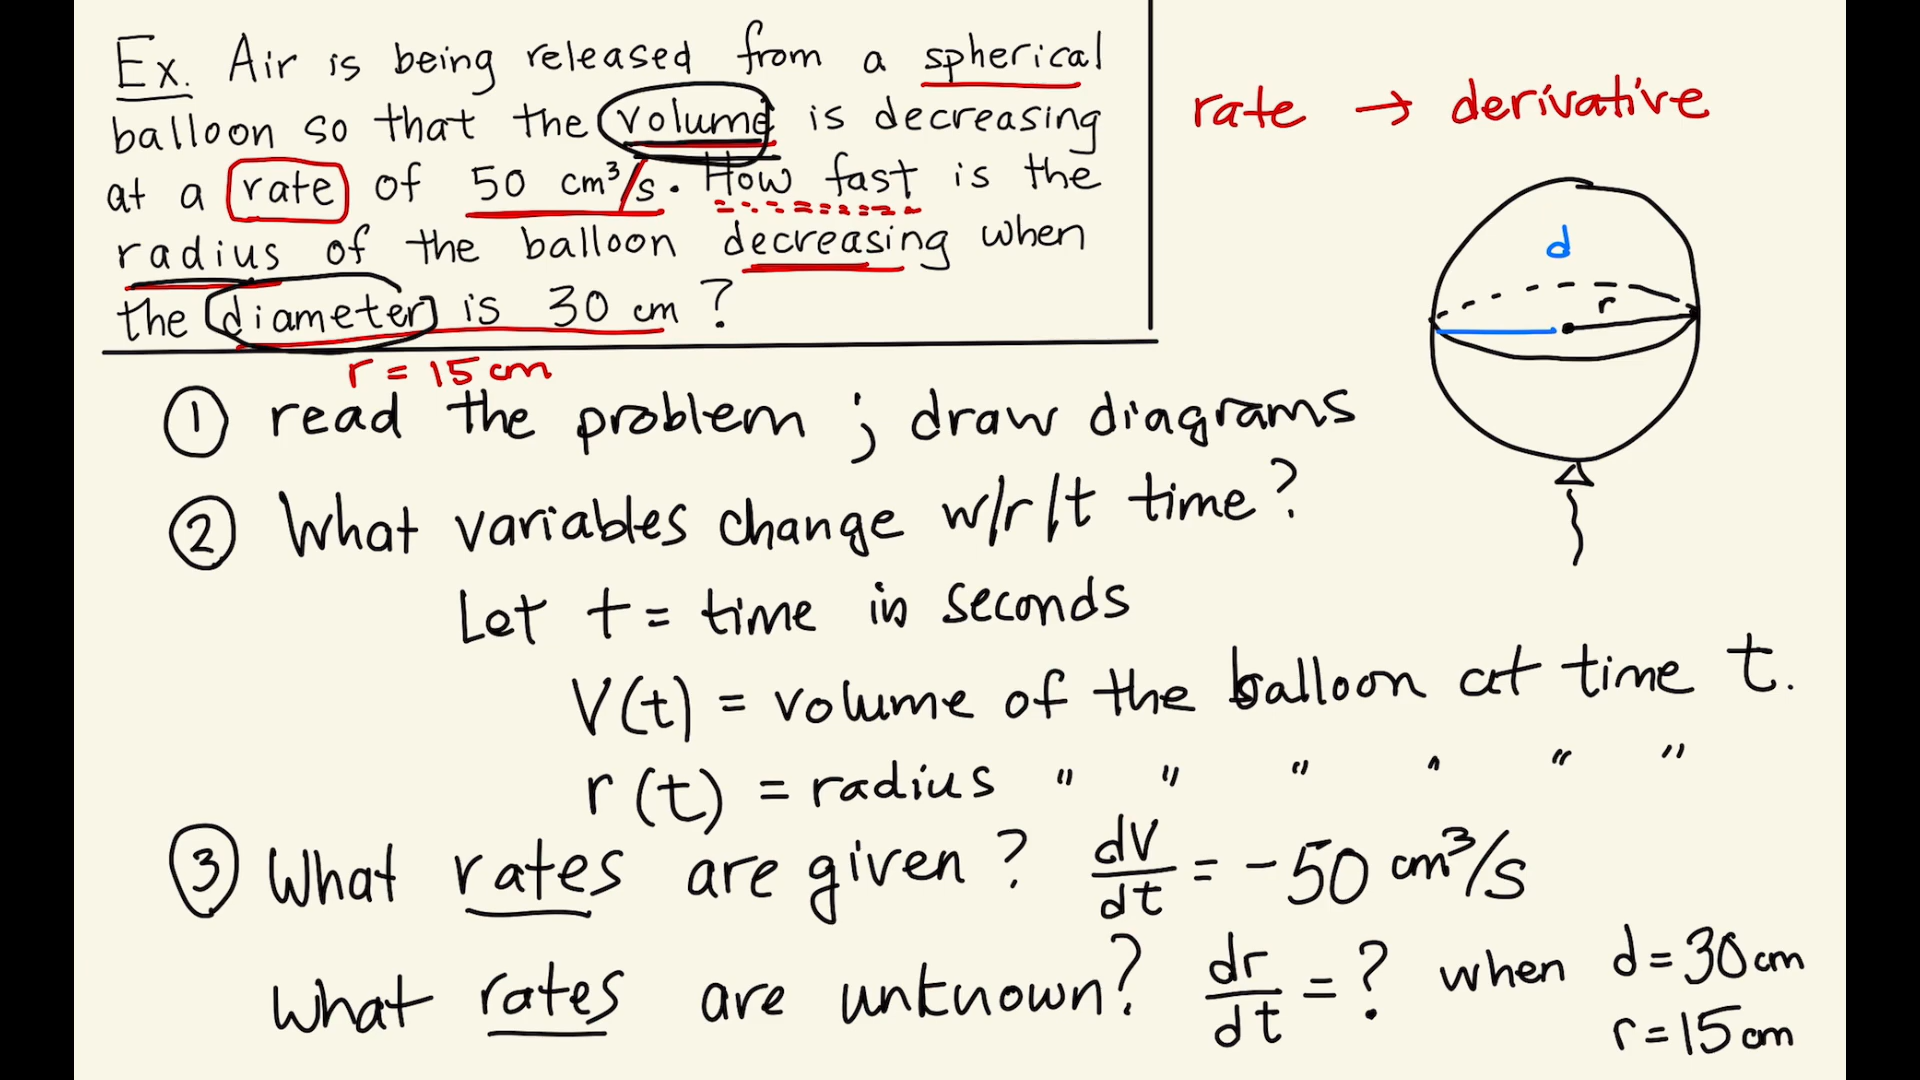 Ex. Air is being released from a spherical
balloon so that the volume is decreasing
at a rate of 50 cm³/s. How fast is the
radius of the balloon decreasing when
the diameter is 30 cm?
r = 15 cm
rate → derivative
d
r
① read the problem ; draw diagrams
② What variables change w/r/t time?
Let t = time in seconds
V(t) = volume of the balloon at time t.
r(t) = radius " " " " " "
③ What rates are given? dV/dt = -50 cm³/s
What rates are unknown? dr/dt = ? when d = 30 cm
r = 15 cm